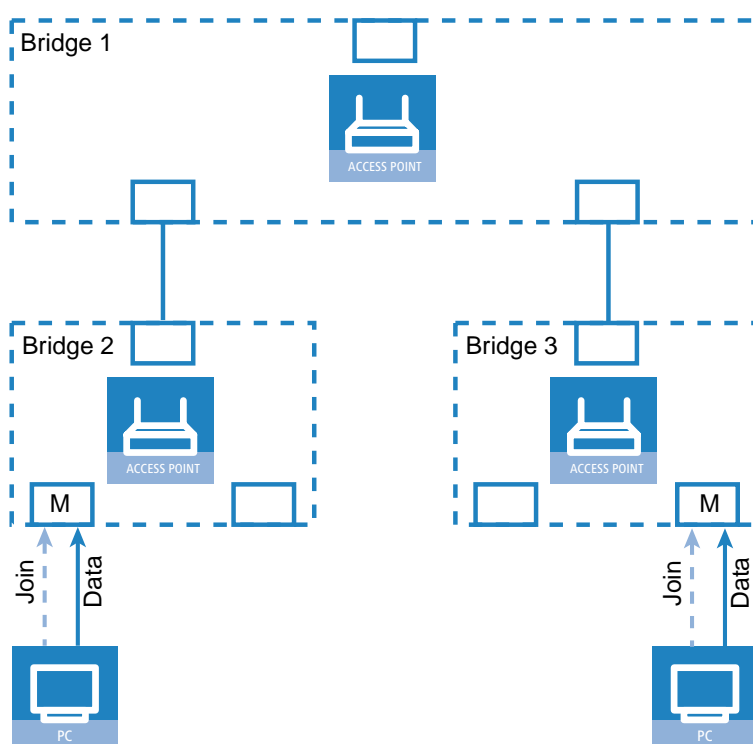 Bridge 1
ACCESS POINT
Bridge 2
Bridge 3
ACCESS POINT
ACCESS POINT
M
M
Join
Data
Join
Data
PC
PC